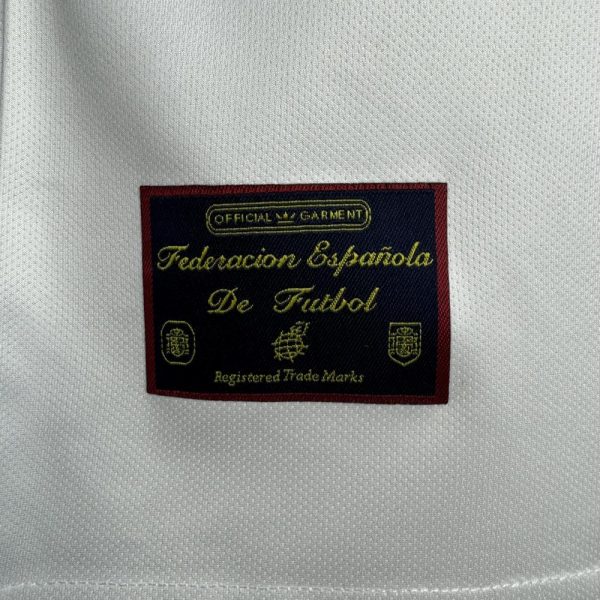 OFFICIAL GARMENT
Federacion Española
De Futbol
Registered Trade Marks